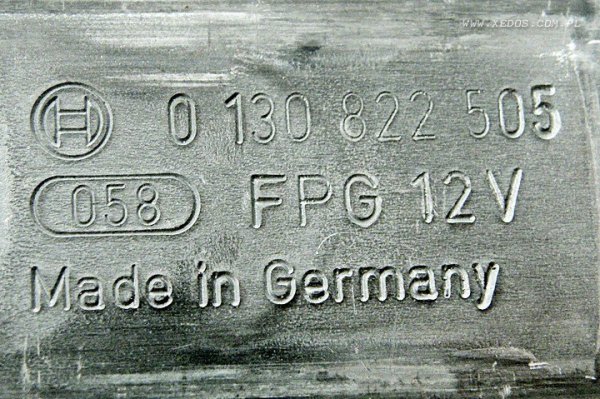 WWW.XEDOS.COM.PL
0 130 822 505
058 FPG 12V
Made in Germany